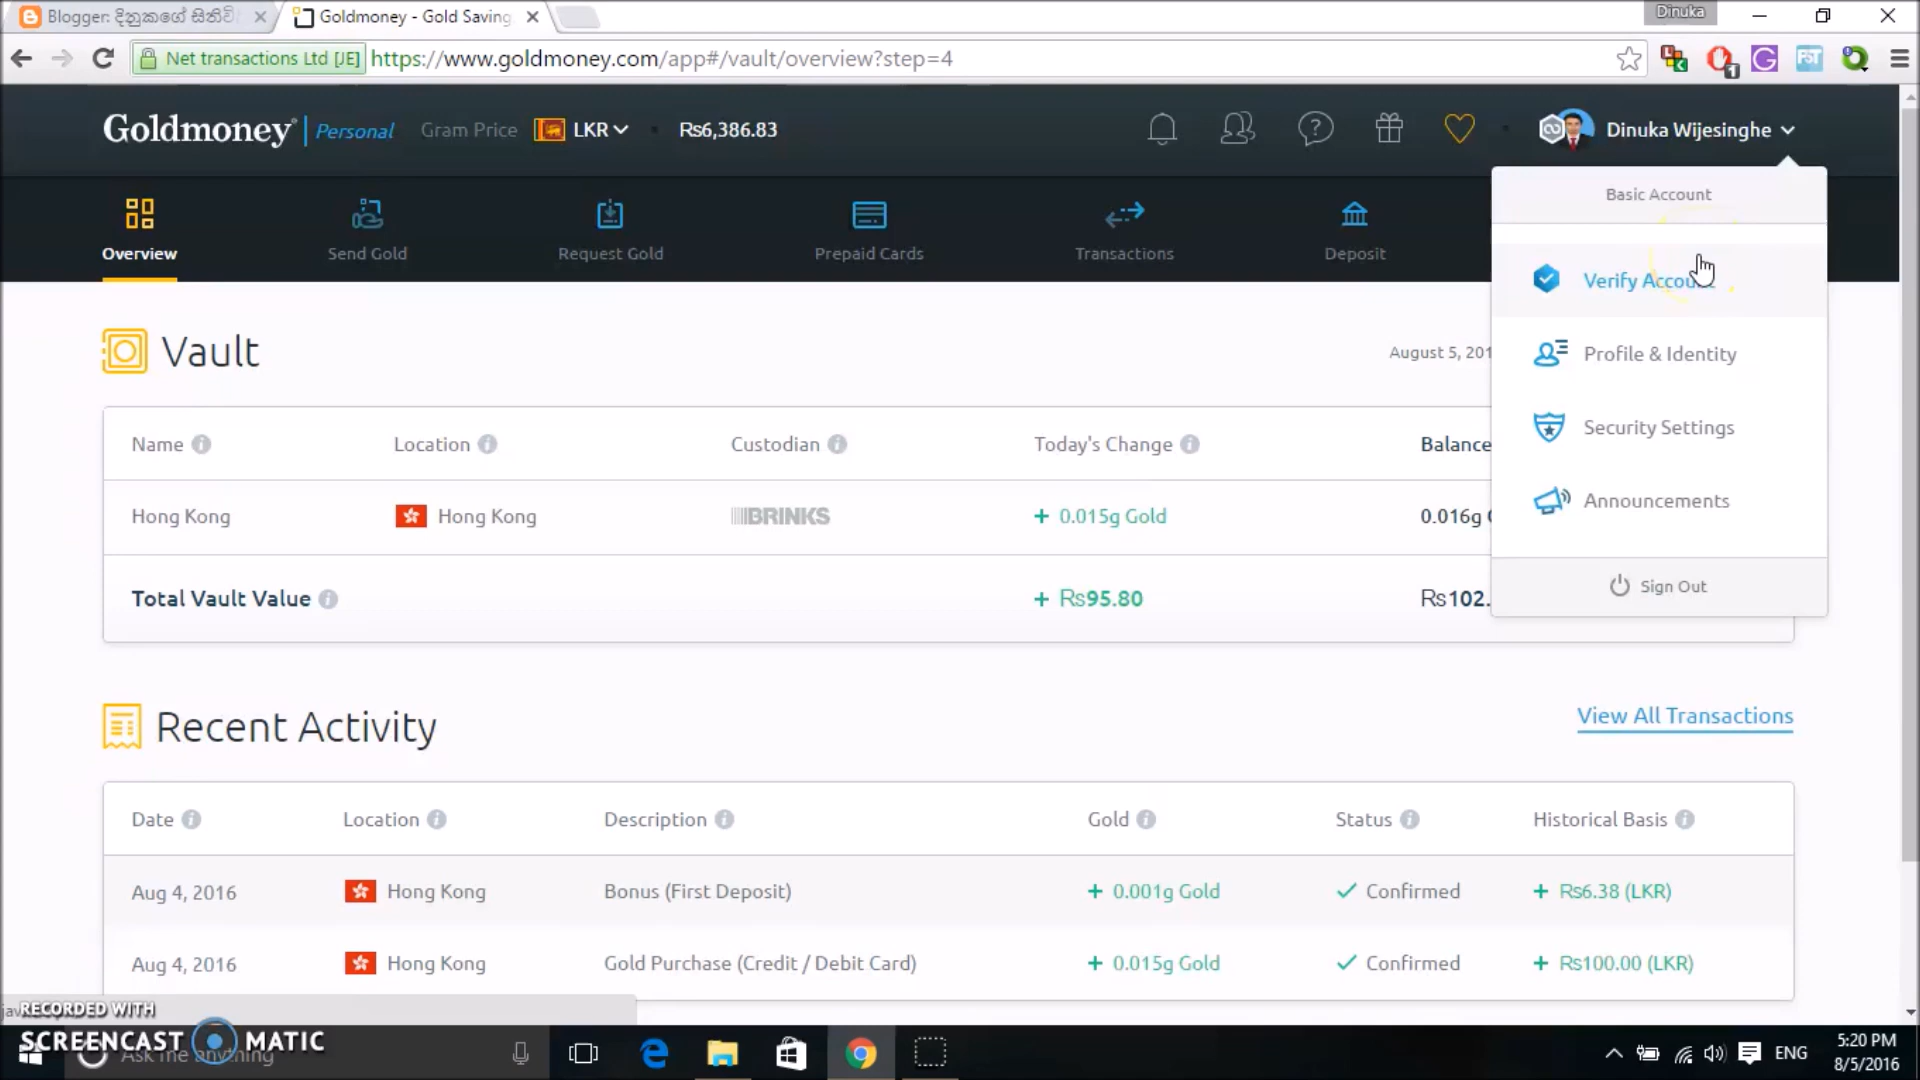 Blogger: දිනුකගේ සිතිවි
Goldmoney - Gold Saving
Dinuka
Net transactions Ltd [JE]
https://www.goldmoney.com/app#/vault/overview?step=4
1
Goldmoney Personal
Gram Price LKR Rs6,386.83
Dinuka Wijesinghe
Overview
Send Gold
Request Gold
Prepaid Cards
Transactions
Deposit
Basic Account
Verify Accou
Profile & Identity
Security Settings
Announcements
Sign Out
Vault
August 5, 201
Name Location Custodian Today's Change Balance
Hong Kong Hong Kong BRINKS + 0.015g Gold 0.016g
Total Vault Value + Rs95.80 Rs102.
Recent Activity
View All Transactions
Date Location Description Gold Status Historical Basis
Aug 4, 2016 Hong Kong Bonus (First Deposit) + 0.001g Gold Confirmed + Rs6.38 (LKR)
Aug 4, 2016 Hong Kong Gold Purchase (Credit / Debit Card) + 0.015g Gold Confirmed + Rs100.00 (LKR)
RECORDED WITH
SCREENCAST MATIC
Ask me anything
ENG
5:20 PM
8/5/2016